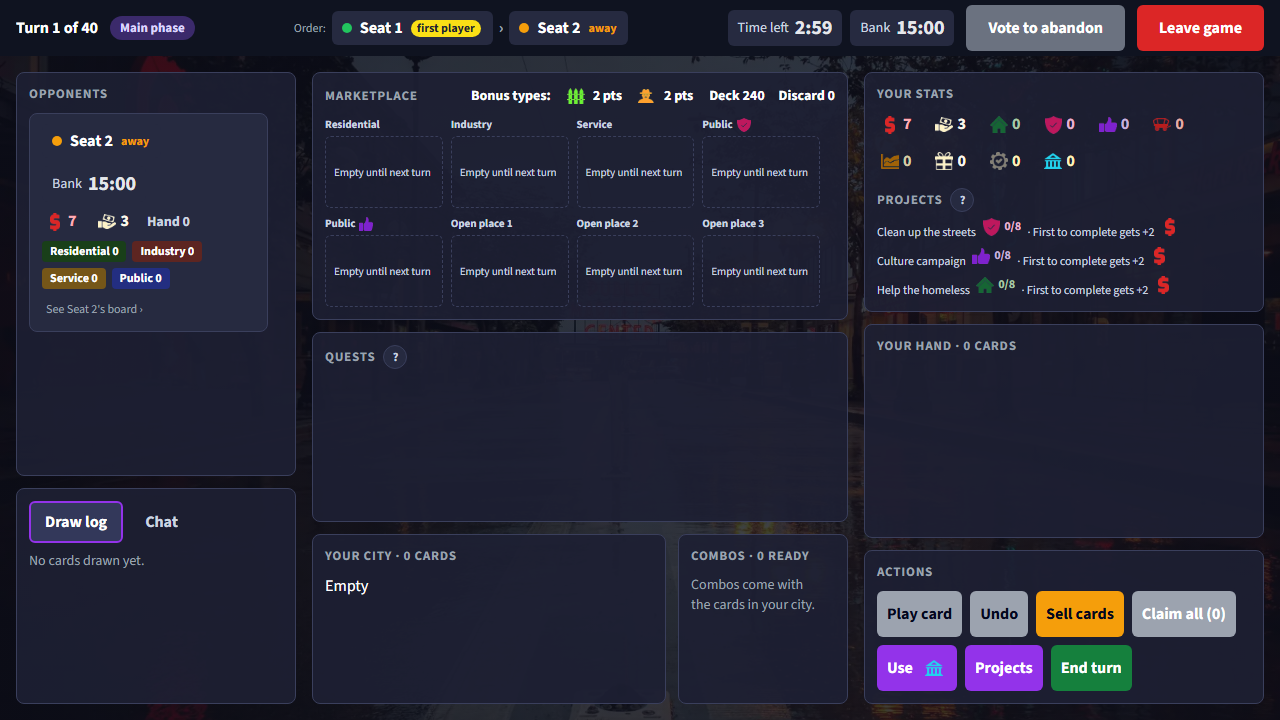 Turn 1 of 40 Main phase Order: Seat 1 first player › Seat 2 away Time left 2:59 Bank 15:00 Vote to abandon Leave game
OPPONENTS
Seat 2 away
Bank 15:00
7 3 Hand 0
Residential 0 Industry 0
Service 0 Public 0
See Seat 2's board ›
Draw log Chat
No cards drawn yet.
MARKETPLACE Bonus types: 2 pts 2 pts Deck 240 Discard 0
Residential Industry Service Public
Empty until next turn Empty until next turn Empty until next turn Empty until next turn
Public Open place 1 Open place 2 Open place 3
Empty until next turn Empty until next turn Empty until next turn Empty until next turn
QUESTS ?
YOUR CITY · 0 CARDS
Empty
COMBOS · 0 READY
Combos come with
the cards in your city.
YOUR STATS
7 3 0 0 0 0
0 0 0 0
PROJECTS ?
Clean up the streets 0/8 · First to complete gets +2
Culture campaign 0/8 · First to complete gets +2
Help the homeless 0/8 · First to complete gets +2
YOUR HAND · 0 CARDS
ACTIONS
Play card Undo Sell cards Claim all (0)
Use Projects End turn